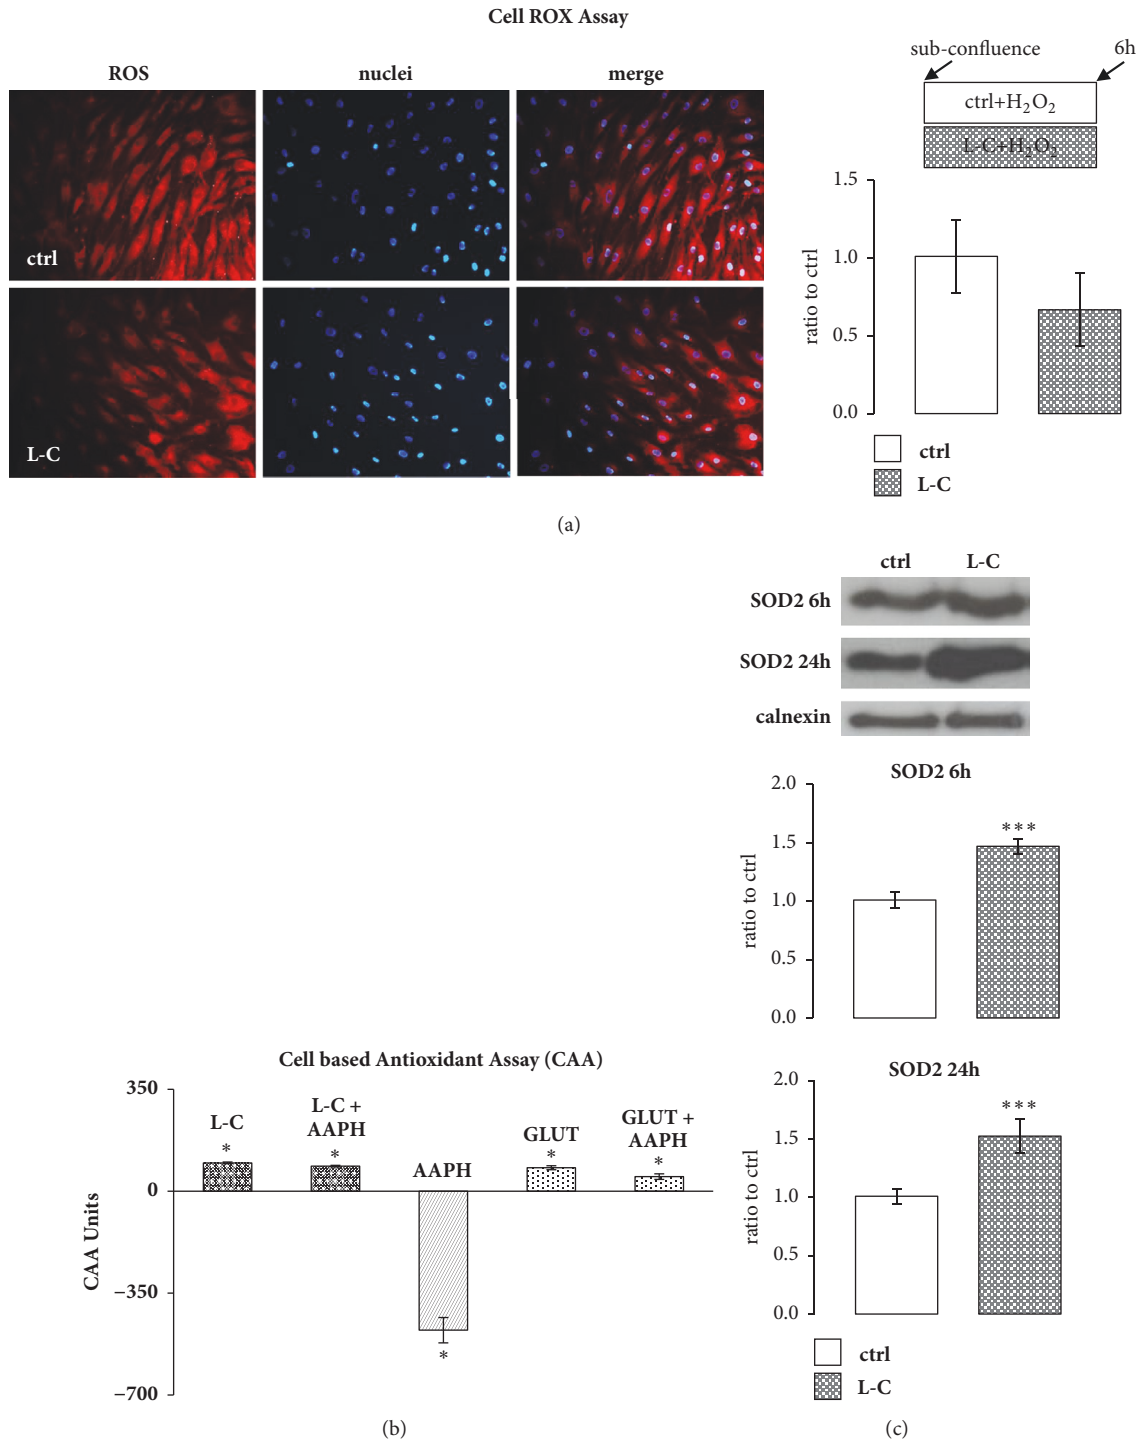 Cell ROX Assay
ROS nuclei merge
ctrl
L-C
sub-confluence 6h
ctrl+H₂O₂
L-C+H₂O₂
1.5
1.0
0.5
0.0
ratio to ctrl
ctrl
L-C
(a)
ctrl L-C
SOD2 6h
SOD2 24h
calnexin
SOD2 6h
2.0
1.5
1.0
0.5
0.0
ratio to ctrl
***
Cell based Antioxidant Assay (CAA)
350
0
−350
−700
CAA Units
L-C
*
L-C +
AAPH
*
AAPH
*
GLUT
*
GLUT +
AAPH
*
(b)
SOD2 24h
2.0
1.5
1.0
0.5
0.0
ratio to ctrl
***
ctrl
L-C
(c)